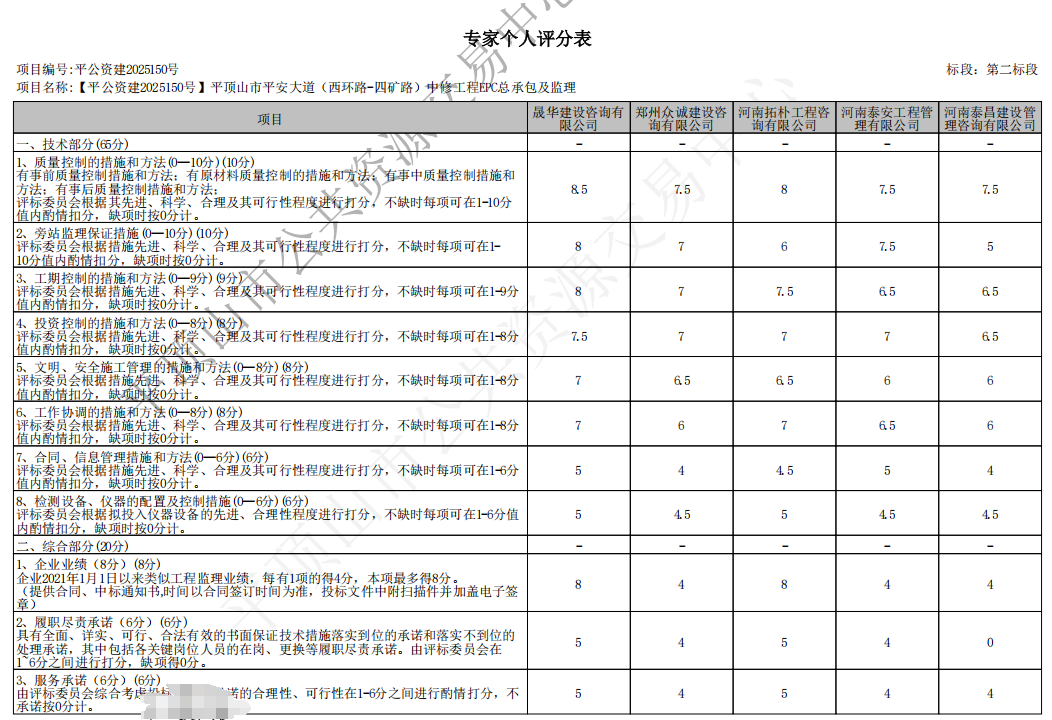 专家个人评分表
项目编号:平公资建2025150号 标段：第二标段
项目名称:【平公资建2025150号】平顶山市平安大道（西环路-四矿路）中修工程EPC总承包及监理
项目 晟华建设咨询有限公司 郑州众诚建设咨询有限公司 河南拓朴工程咨询有限公司 河南泰安工程管理有限公司 河南泰昌建设管理咨询有限公司
一、技术部分(65分) - - - - -
1、质量控制的措施和方法(0—10分)(10分)
有事前质量控制措施和方法；有原材料质量控制的措施和方法；有事中质量控制措施和
方法；有事后质量控制措施和方法；
评标委员会根据其先进、科学、合理及其可行性程度进行打分，不缺时每项可在1-10分
值内酌情扣分，缺项时按0分计。
8.5 7.5 8 7.5 7.5
2、旁站监理保证措施(0—10分)(10分)
评标委员会根据措施先进、科学、合理及其可行性程度进行打分，不缺时每项可在1-
10分值内酌情扣分，缺项时按0分计。
8 7 6 7.5 5
3、工期控制的措施和方法(0—9分)(9分)
评标委员会根据措施先进、科学、合理及其可行性程度进行打分，不缺时每项可在1-9分
值内酌情扣分，缺项时按0分计。
8 7 7.5 6.5 6.5
4、投资控制的措施和方法(0—8分)(8分)
评标委员会根据措施先进、科学、合理及其可行性程度进行打分，不缺时每项可在1-8分
值内酌情扣分，缺项时按0分计。
7.5 7 7 7 6.5
5、文明、安全施工管理的措施和方法(0—8分)(8分)
评标委员会根据措施先进、科学、合理及其可行性程度进行打分，不缺时每项可在1-8分
值内酌情扣分，缺项时按0分计。
7 6.5 6.5 6 6
6、工作协调的措施和方法(0—8分)(8分)
评标委员会根据措施先进、科学、合理及其可行性程度进行打分，不缺时每项可在1-8分
值内酌情扣分，缺项时按0分计。
7 6 7 6.5 6
7、合同、信息管理措施和方法(0—6分)(6分)
评标委员会根据措施先进、科学、合理及其可行性程度进行打分，不缺时每项可在1-6分
值内酌情扣分，缺项时按0分计。
5 4 4.5 5 4
8、检测设备、仪器的配置及控制措施(0—6分)(6分)
评标委员会根据拟投入仪器设备的先进、合理性程度进行打分，不缺时每项可在1-6分值
内酌情扣分，缺项时按0分计。
5 4.5 5 4.5 4.5
二、综合部分(20分) - - - - -
1、企业业绩（8分）(8分)
企业2021年1月1日以来类似工程监理业绩，每有1项的得4分，本项最多得8分。
（提供合同、中标通知书,时间以合同签订时间为准，投标文件中附扫描件并加盖电子签
章）
8 4 8 4 4
2、履职尽责承诺（6分）(6分)
具有全面、详实、可行、合法有效的书面保证技术措施落实到位的承诺和落实不到位的
处理承诺，其中包括各关键岗位人员的在岗、更换等履职尽责承诺。由评标委员会在
1~6分之间进行打分，缺项得0分。
5 4 5 4 0
3、服务承诺（6分）(6分)
由评标委员会综合考虑投标 诺的合理性、可行性在1-6分之间进行酌情打分，不
承诺按0分计。
5 4 5 4 4
平顶山市公共资源交易中心
平顶山市公共资源交易中心